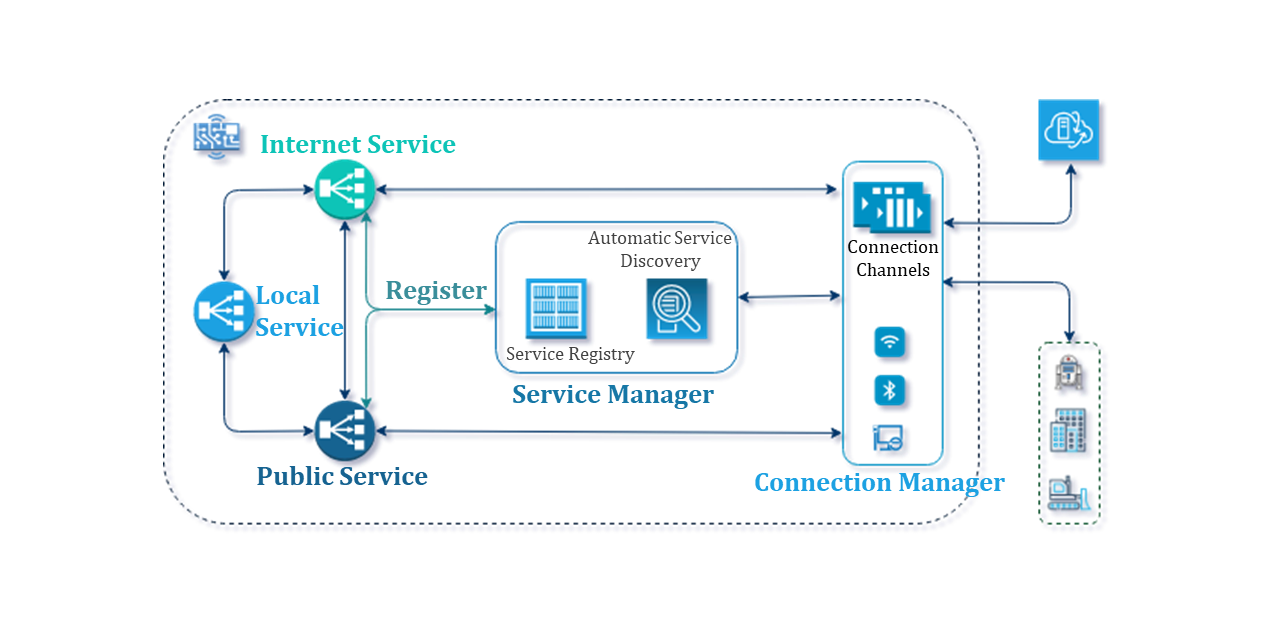 Internet Service
Automatic Service
Discovery
Connection
Channels
Local
Service
Register
Service Registry
Service Manager
Public Service
Connection Manager